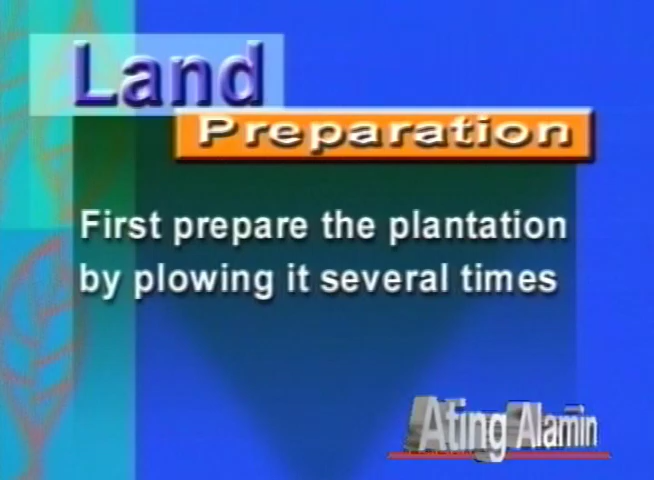 Land
Preparation
First prepare the plantation
by plowing it several times
Ating Alamin